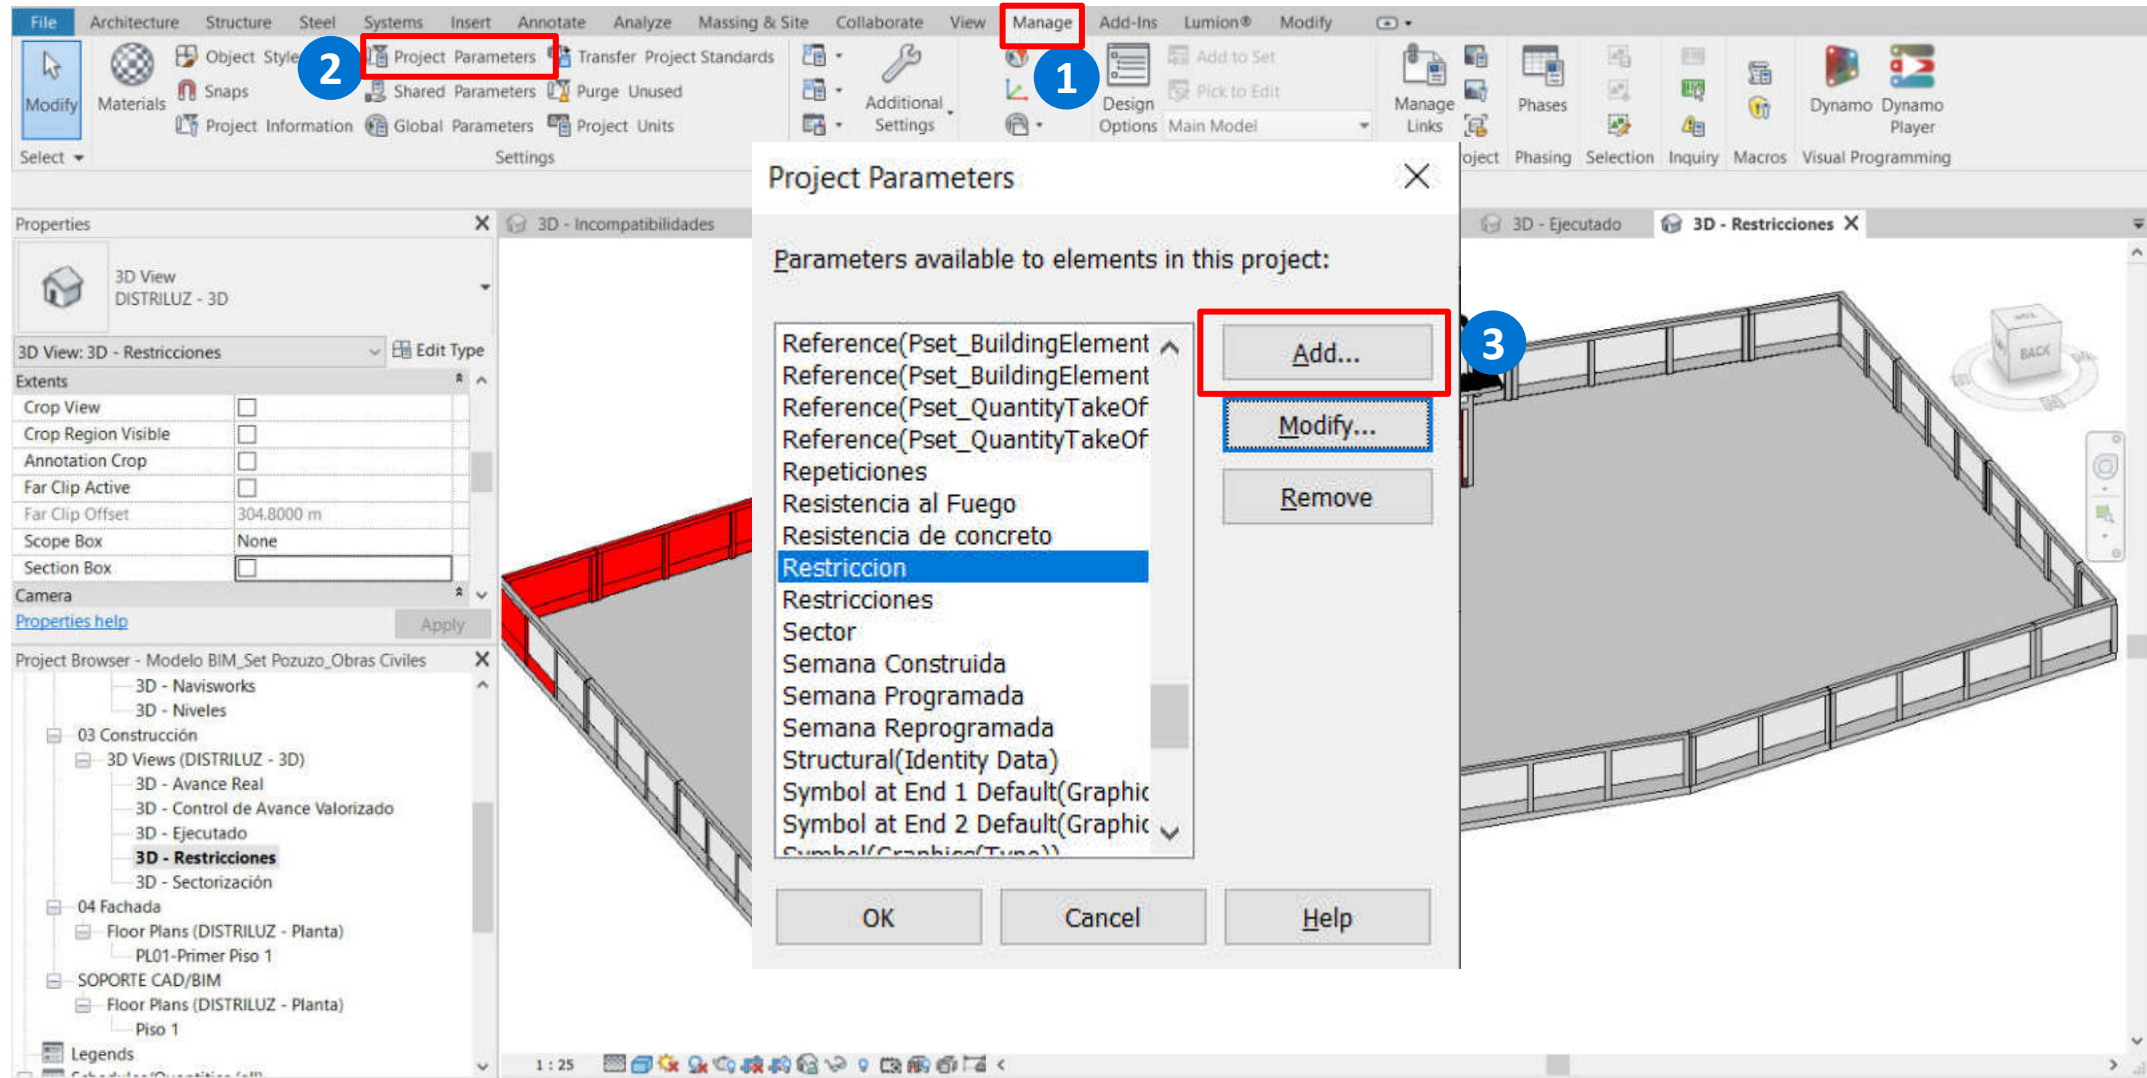 File Architecture Structure Steel Systems Insert Annotate Analyze Massing & Site Collaborate View Manage Add-Ins Lumion® Modify
Modify
Materials
Object Style
Snaps
Project Information
2
Project Parameters
Shared Parameters
Global Parameters
Transfer Project Standards
Purge Unused
Project Units
Additional
Settings
1
Design
Options
Add to Set
Pick to Edit
Main Model
Manage
Links
Phases
Dynamo
Dynamo
Player
Select
Settings
oject
Phasing
Selection
Inquiry
Macros
Visual Programming
Properties
3D View
DISTRILUZ - 3D
3D View: 3D - Restricciones
Edit Type
Extents
Crop View
Crop Region Visible
Annotation Crop
Far Clip Active
Far Clip Offset 304.8000 m
Scope Box None
Section Box
Camera
Properties help
Apply
Project Browser - Modelo BIM_Set Pozuzo_Obras Civiles
3D - Navisworks
3D - Niveles
03 Construcción
3D Views (DISTRILUZ - 3D)
3D - Avance Real
3D - Control de Avance Valorizado
3D - Ejecutado
3D - Restricciones
3D - Sectorización
04 Fachada
Floor Plans (DISTRILUZ - Planta)
PL01-Primer Piso 1
SOPORTE CAD/BIM
Floor Plans (DISTRILUZ - Planta)
Piso 1
Legends
3D - Incompatibilidades
3D - Ejecutado
3D - Restricciones
Project Parameters
Parameters available to elements in this project:
Reference(Pset_BuildingElement
Reference(Pset_BuildingElement
Reference(Pset_QuantityTakeOf
Reference(Pset_QuantityTakeOf
Repeticiones
Resistencia al Fuego
Resistencia de concreto
Restriccion
Restricciones
Sector
Semana Construida
Semana Programada
Semana Reprogramada
Structural(Identity Data)
Symbol at End 1 Default(Graphic
Symbol at End 2 Default(Graphic
Symbol(Graphics(Type))
Add...
3
Modify...
Remove
OK
Cancel
Help
BACK
1 : 25